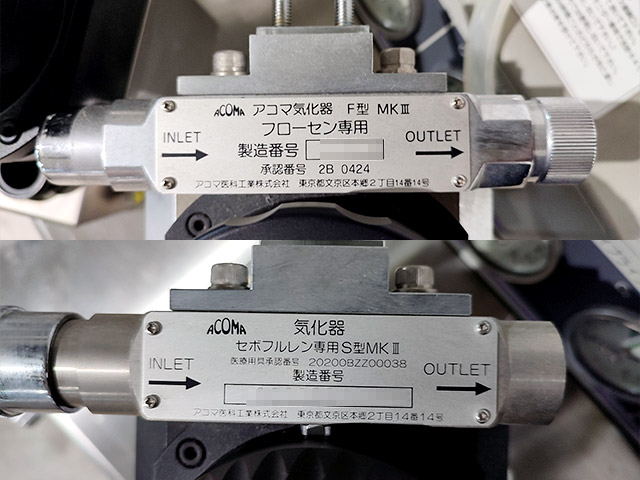 ACOMA アコマ気化器 F型 MKⅢ
フローセン専用
INLET
OUTLET
製造番号
承認番号 2B 0424
アコマ医科工業株式会社 東京都文京区本郷2丁目14番14号
ACOMA 気化器
セボフルレン専用S型MKⅢ
医療用具承認番号 20200BZZ00038
INLET
OUTLET
製造番号
アコマ医科工業株式会社 東京都文京区本郷2丁目14番14号